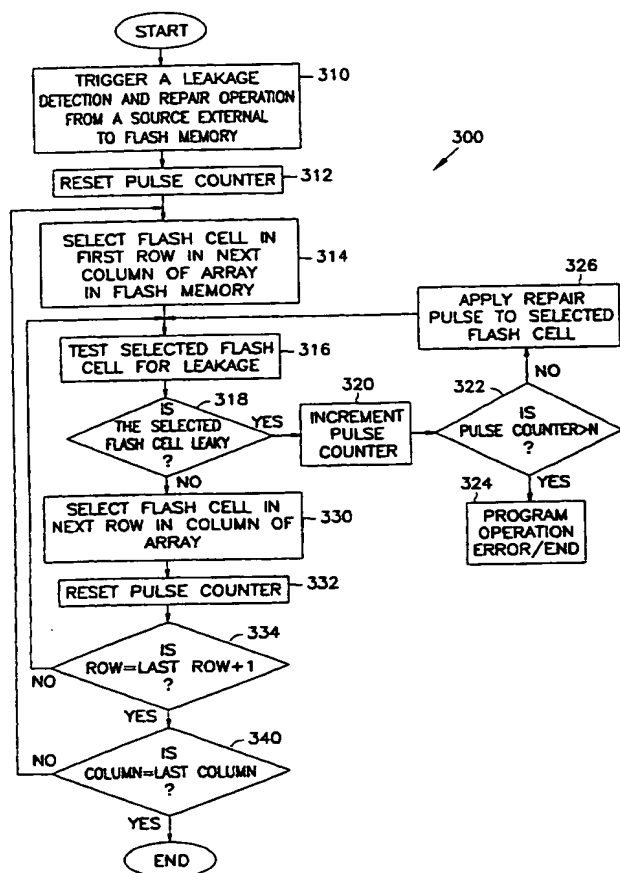 START
TRIGGER A LEAKAGE
DETECTION AND REPAIR OPERATION
FROM A SOURCE EXTERNAL
TO FLASH MEMORY
310
300
RESET PULSE COUNTER
312
SELECT FLASH CELL IN
FIRST ROW IN NEXT
COLUMN OF ARRAY
IN FLASH MEMORY
314
326
APPLY REPAIR
PULSE TO SELECTED
FLASH CELL
TEST SELECTED FLASH
CELL FOR LEAKAGE
316
NO
318
IS
THE SELECTED
FLASH CELL LEAKY
?
YES
320
INCREMENT
PULSE
COUNTER
322
IS
PULSE COUNTER>N
?
NO
YES
324
PROGRAM
OPERATION
ERROR/END
SELECT FLASH CELL IN
NEXT ROW IN COLUMN OF
ARRAY
330
RESET PULSE COUNTER
332
334
IS
ROW=LAST ROW+1
?
NO
YES
340
IS
COLUMN=LAST COLUMN
?
NO
YES
END